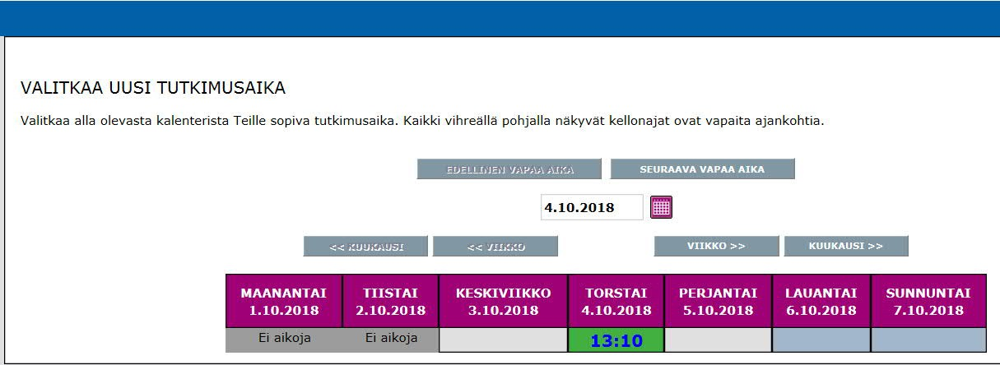 VALITKAA UUSI TUTKIMUSAIKA
Valitkaa alla olevasta kalenterista Teille sopiva tutkimusaika. Kaikki vihreällä pohjalla näkyvät kellonajat ovat vapaita ajankohtia.
EDELLINEN VAPAA AIKA SEURAAVA VAPAA AIKA
4.10.2018
<< KUUKAUSI << VIIKKO VIIKKO >> KUUKAUSI >>
MAANANTAI TIISTAI KESKIVIIKKO TORSTAI PERJANTAI LAUANTAI SUNNUNTAI
1.10.2018 2.10.2018 3.10.2018 4.10.2018 5.10.2018 6.10.2018 7.10.2018
Ei aikoja Ei aikoja 13:10